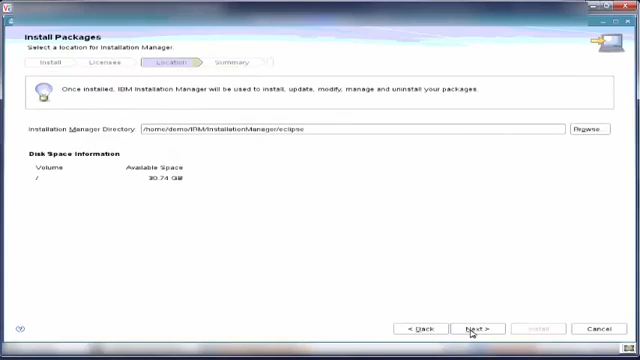 Install Packages
Select a location for Installation Manager.
Install
Licenses
Location
Summary
Once installed, IBM Installation Manager will be used to install, update, modify, manage and uninstall your packages.
Installation Manager Directory: /home/demo/IBM/InstallationManager/eclipse
Browse...
Disk Space Information
Volume Available Space
/ 30.74 GB
< Back Next > Install Cancel